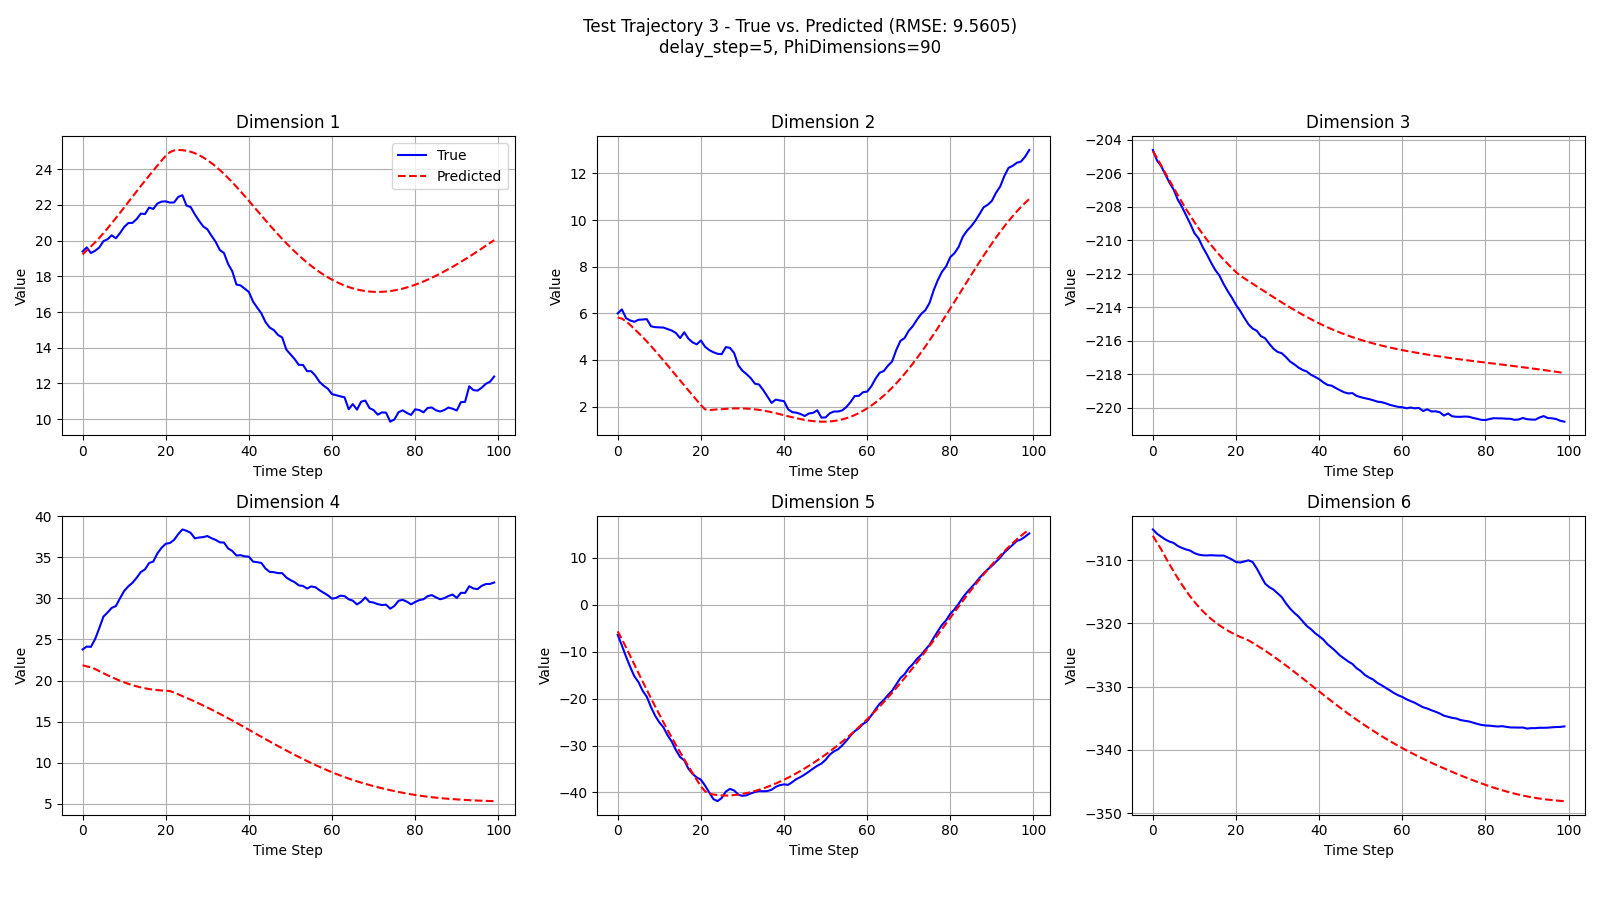 Test Trajectory 3 - True vs. Predicted (RMSE: 9.5605)
delay_step=5, PhiDimensions=90
Dimension 1
Value
24
22
20
18
16
14
12
10
True
Predicted
0 20 40 60 80 100
Time Step
Dimension 2
Value
12
10
8
6
4
2
0 20 40 60 80 100
Time Step
Dimension 3
Value
−204
−206
−208
−210
−212
−214
−216
−218
−220
0 20 40 60 80 100
Time Step
Dimension 4
Value
40
35
30
25
20
15
10
5
0 20 40 60 80 100
Time Step
Dimension 5
Value
10
0
−10
−20
−30
−40
0 20 40 60 80 100
Time Step
Dimension 6
Value
−310
−320
−330
−340
−350
0 20 40 60 80 100
Time Step